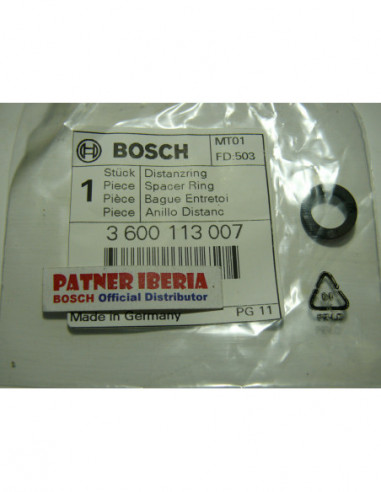 BOSCH
MT01
FD:503
1
Stück Distanzring
Piece Spacer Ring
Pièce Bague Entretoi
Piece Anillo Distanc
3 600 113 007
PATNER IBERIA
BOSCH Official Distributor
Made in Germany
PG 11
04
PE-LD